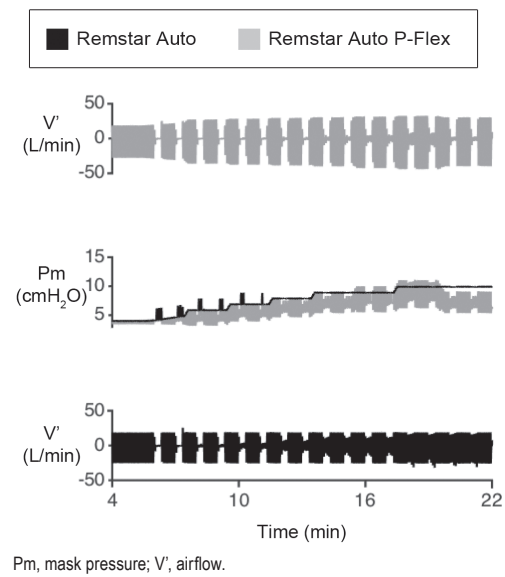 Remstar Auto Remstar Auto P-Flex
50
V’
(L/min)
0
-50
15
Pm
(cmH2O)
10
5
50
V’
(L/min)
0
-50
4 10 16 22
Time (min)
Pm, mask pressure; V’, airflow.